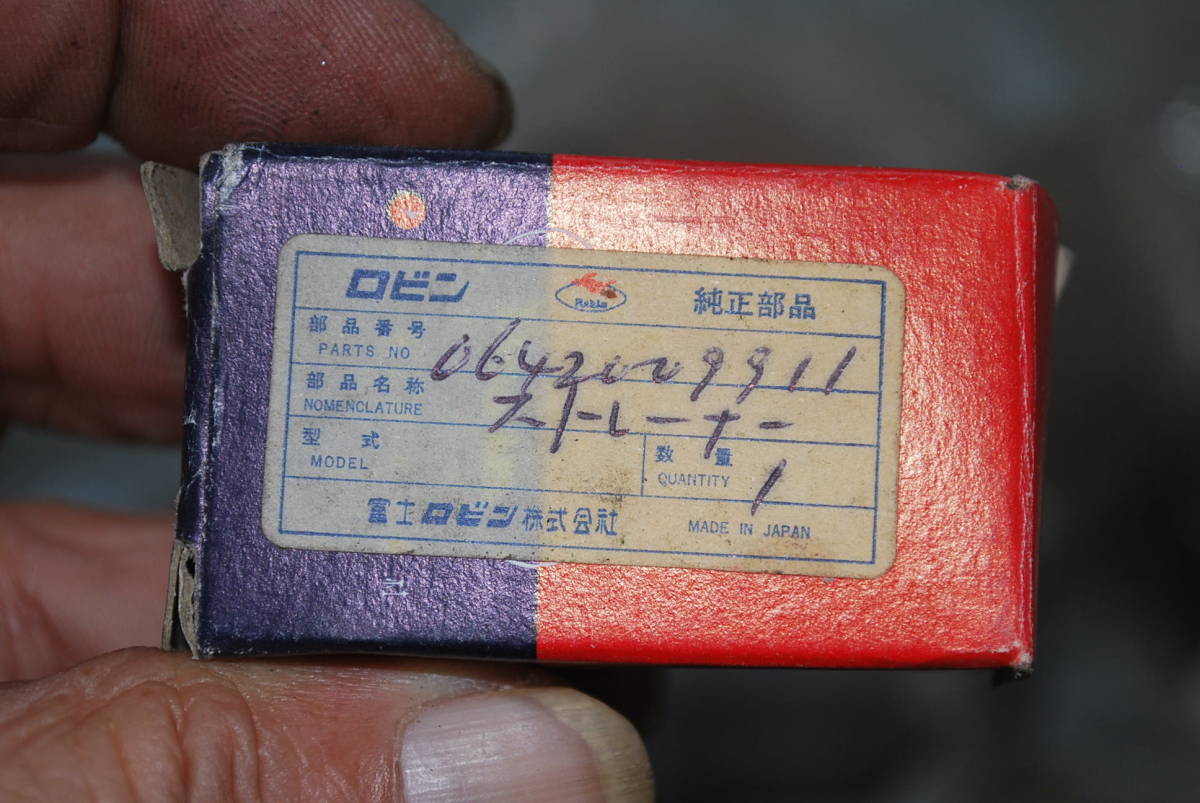 ロビン Robin 純正部品
部品番号
PARTS NO
部品名称 ストレーナー
NOMENCLATURE
型式
MODEL
数量
QUANTITY 1
富士ロビン株式会社 MADE IN JAPAN